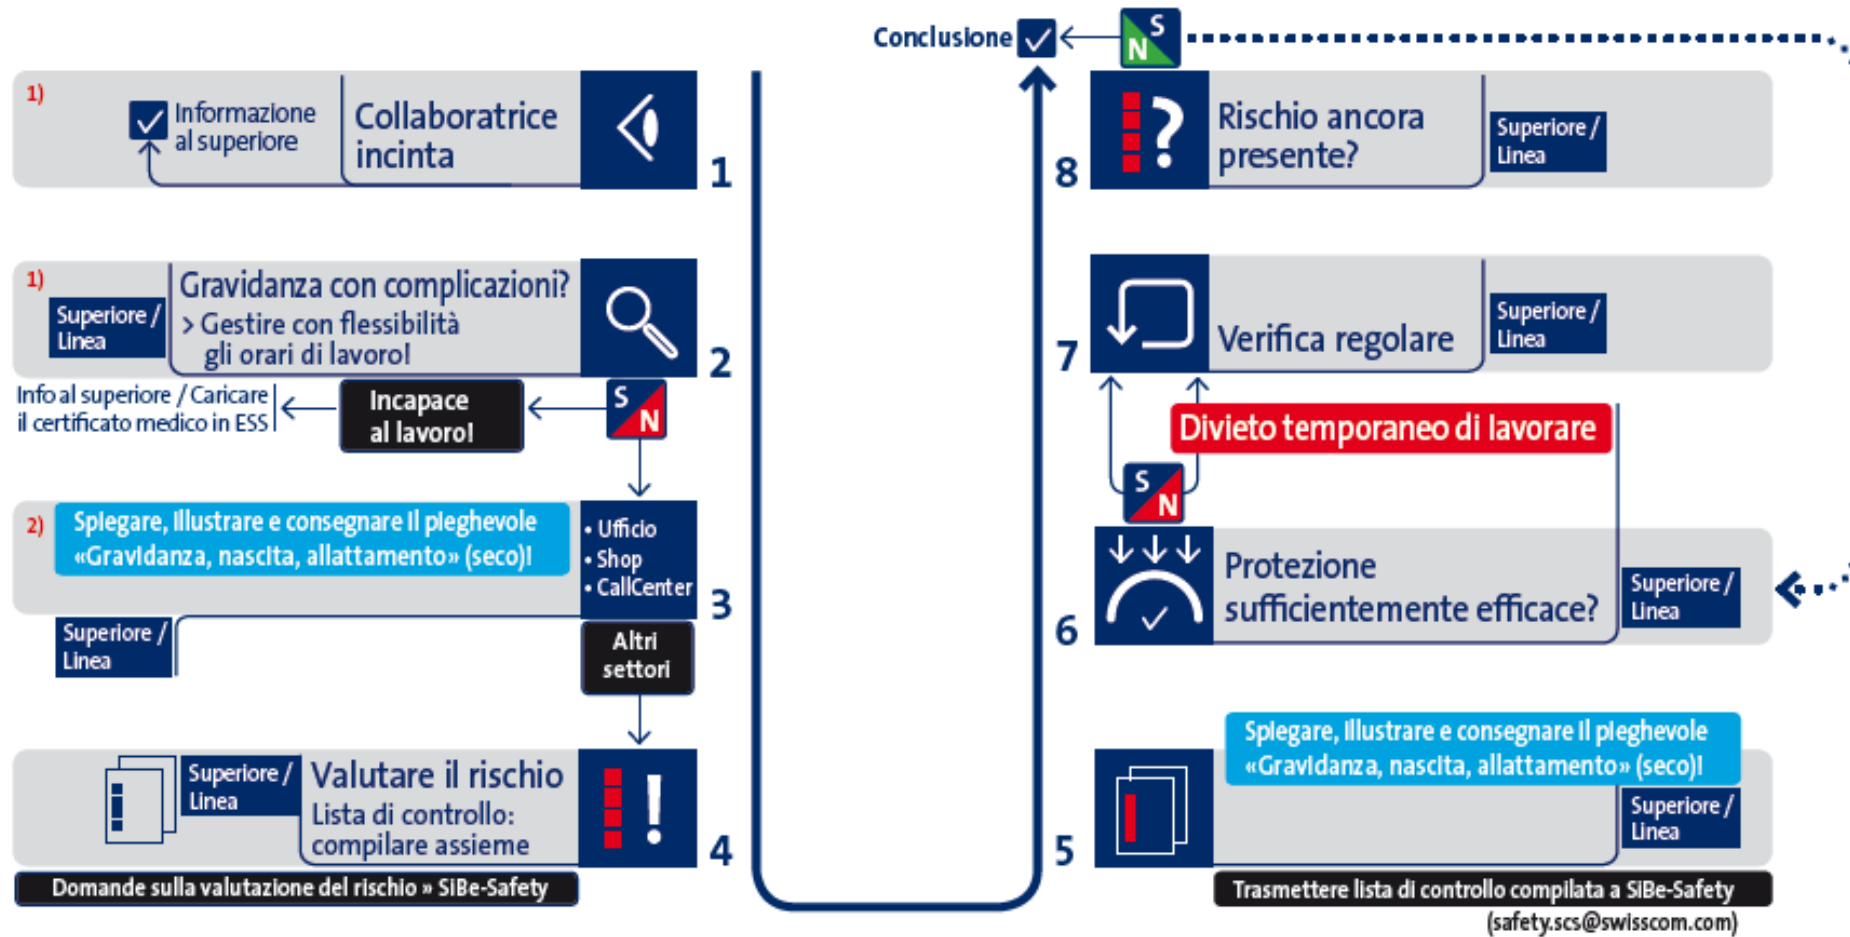 1)
Informazione
al superiore
Collaboratrice
incinta
1
1)
Superiore /
Linea
Gravidanza con complicazioni?
> Gestire con flessibilità
gli orari di lavoro!
2
Info al superiore / Caricare
il certificato medico in ESS
Incapace
al lavoro!
S
N
2)
Spiegare, illustrare e consegnare il pieghevole
«Gravidanza, nascita, allattamento» (seco)!
• Ufficio
• Shop
• CallCenter
3
Superiore /
Linea
Altri
settori
Superiore /
Linea
Valutare il rischio
Lista di controllo:
compilare assieme
4
Domande sulla valutazione del rischio » SiBe-Safety
Conclusione
S
N
8
Rischio ancora
presente?
Superiore /
Linea
7
Verifica regolare
Superiore /
Linea
Divieto temporaneo di lavorare
S
N
6
Protezione
sufficientemente efficace?
Superiore /
Linea
5
Spiegare, illustrare e consegnare il pieghevole
«Gravidanza, nascita, allattamento» (seco)!
Superiore /
Linea
Trasmettere lista di controllo compilata a SiBe-Safety
(safety.scs@swisscom.com)